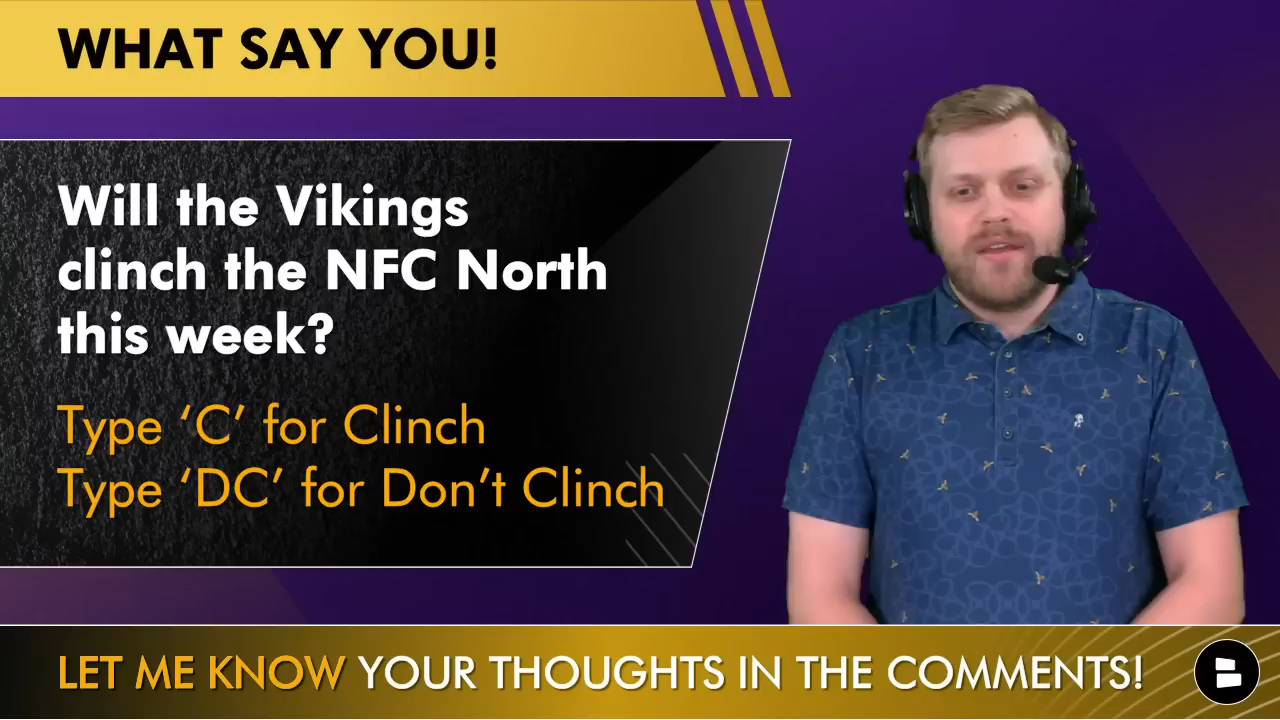 WHAT SAY YOU!
Will the Vikings
clinch the NFC North
this week?
Type ‘C’ for Clinch
Type ‘DC’ for Don’t Clinch
LET ME KNOW YOUR THOUGHTS IN THE COMMENTS!